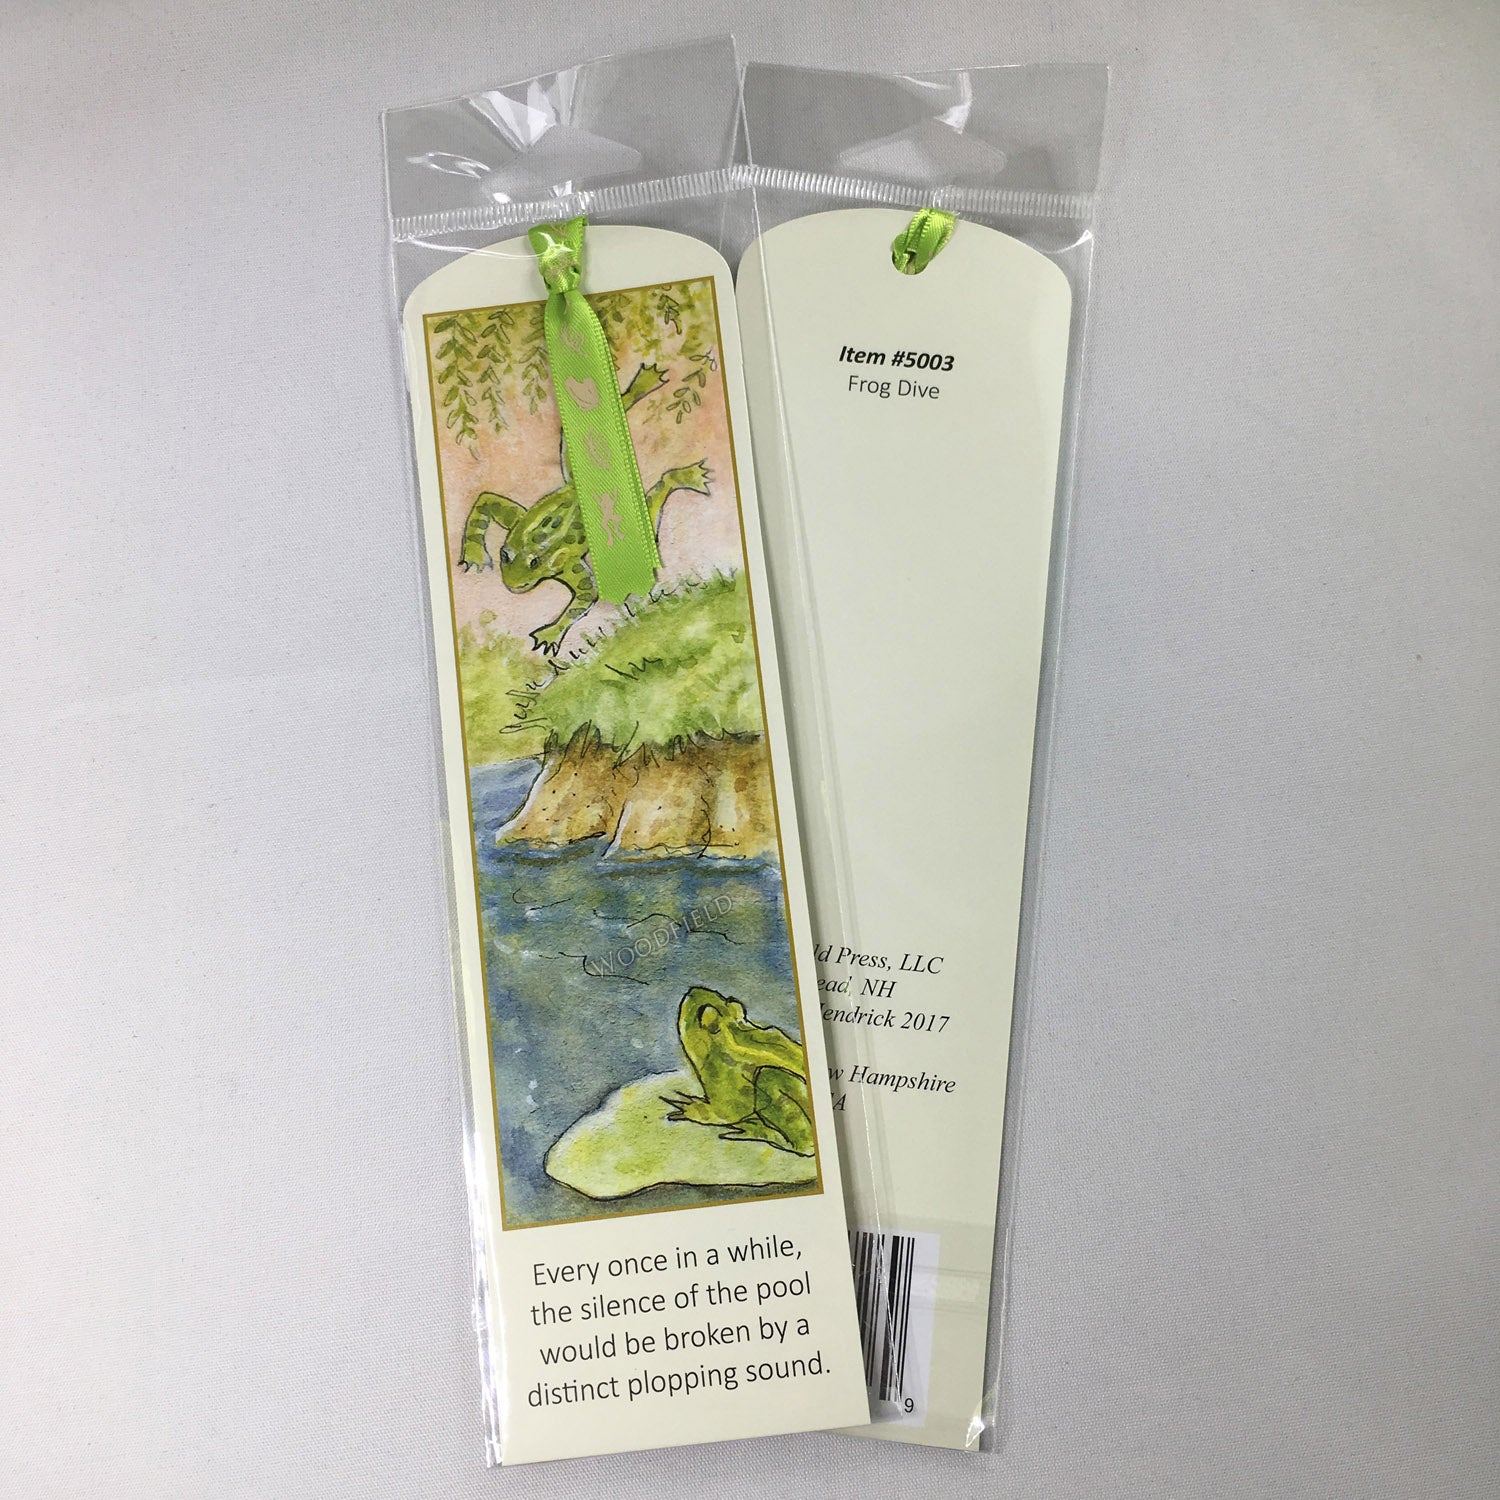 Item #5003
Frog Dive
WOODFIELD
Press, LLC
NH
2017
Hampshire
9
Every once in a while,
the silence of the pool
would be broken by a
distinct plopping sound.